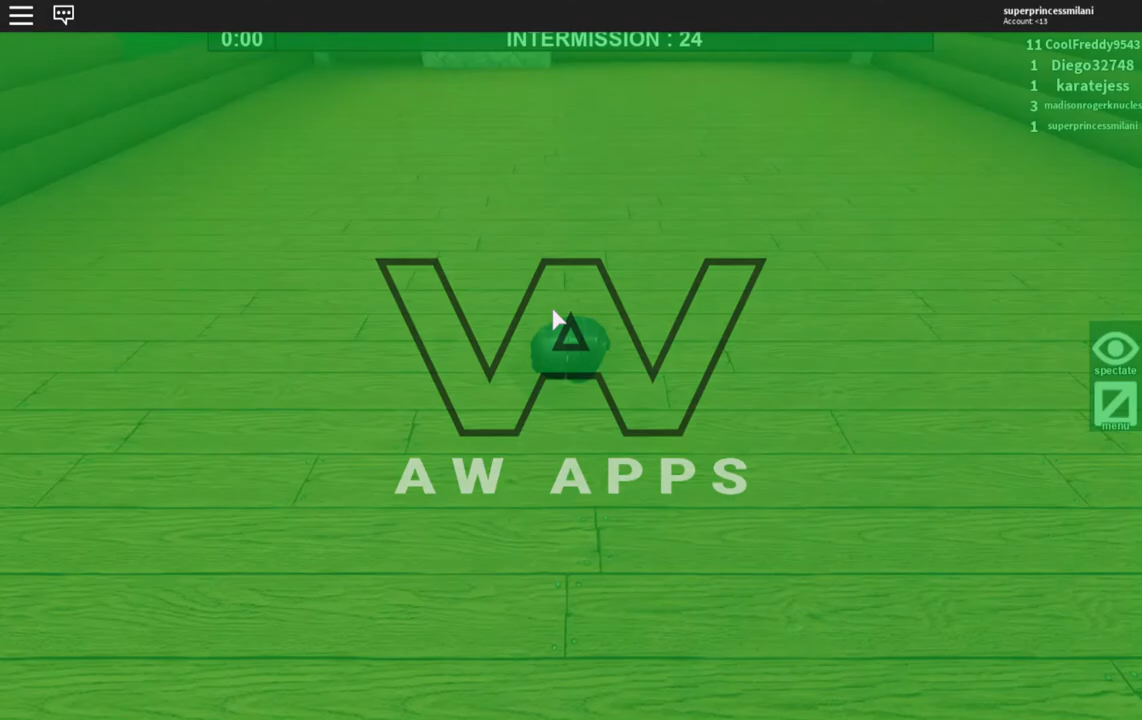 superprincessmilani
Account: <13
0:00 INTERMISSION : 24
11 CoolFreddy9543
1 Diego32748
1 karatejess
3 madisonrogerknucles
1 superprincessmilani
spectate
menu
AW APPS